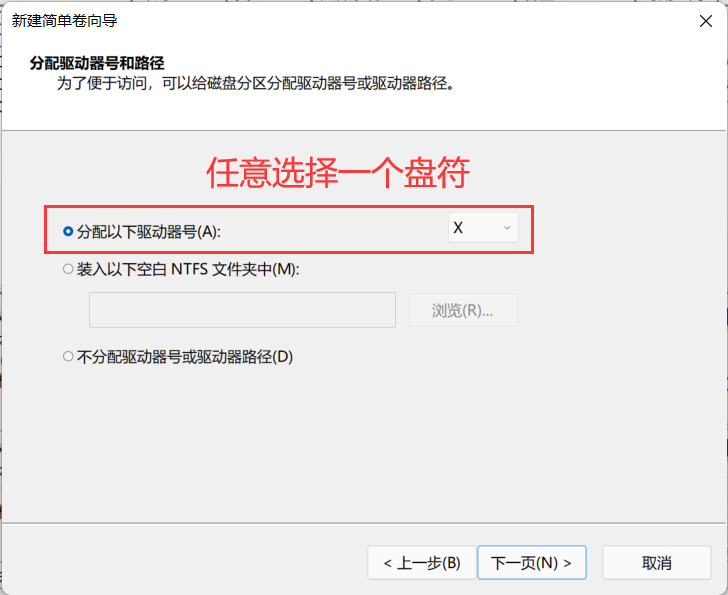 新建简单卷向导
分配驱动器号和路径
为了便于访问，可以给磁盘分区分配驱动器号或驱动器路径。
任意选择一个盘符
分配以下驱动器号(A): X
装入以下空白 NTFS 文件夹中(M):
浏览(R)...
不分配驱动器号或驱动器路径(D)
< 上一步(B) 下一页(N) > 取消